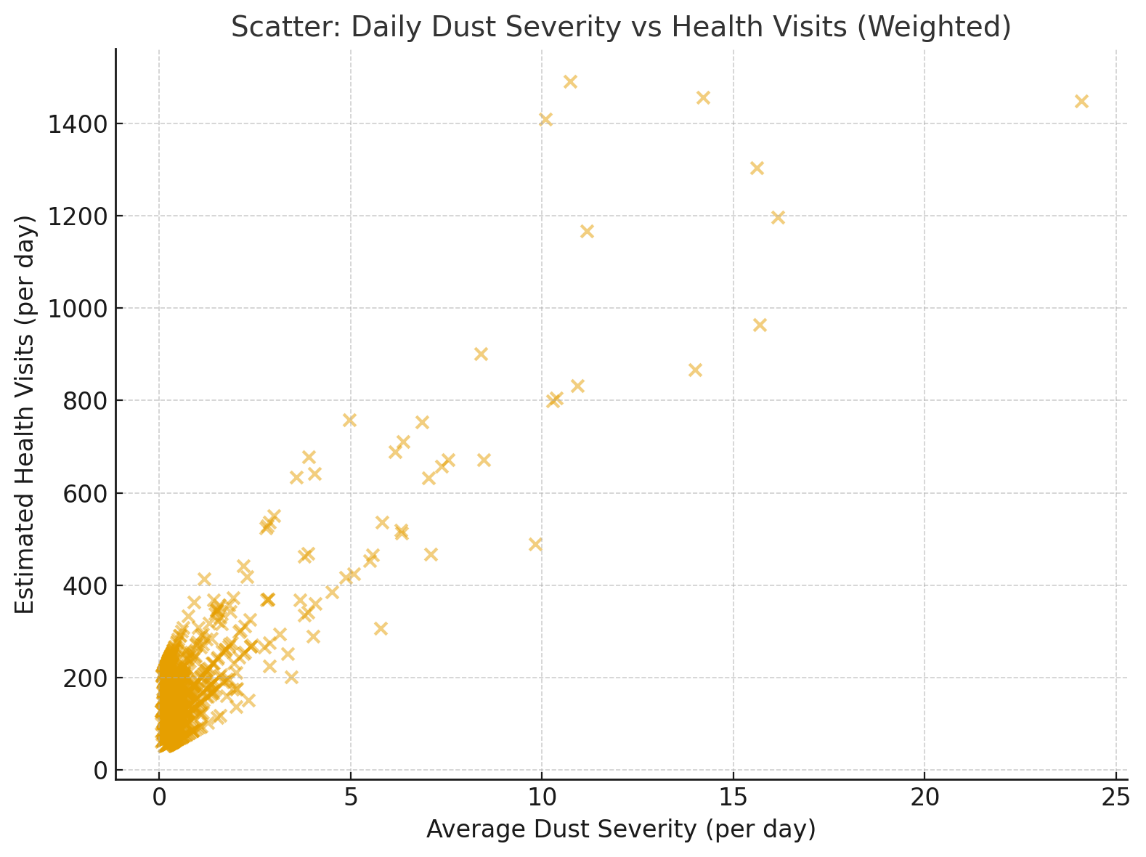 Scatter: Daily Dust Severity vs Health Visits (Weighted)
Estimated Health Visits (per day)
1400
1200
1000
800
600
400
200
0
0 5 10 15 20 25
Average Dust Severity (per day)